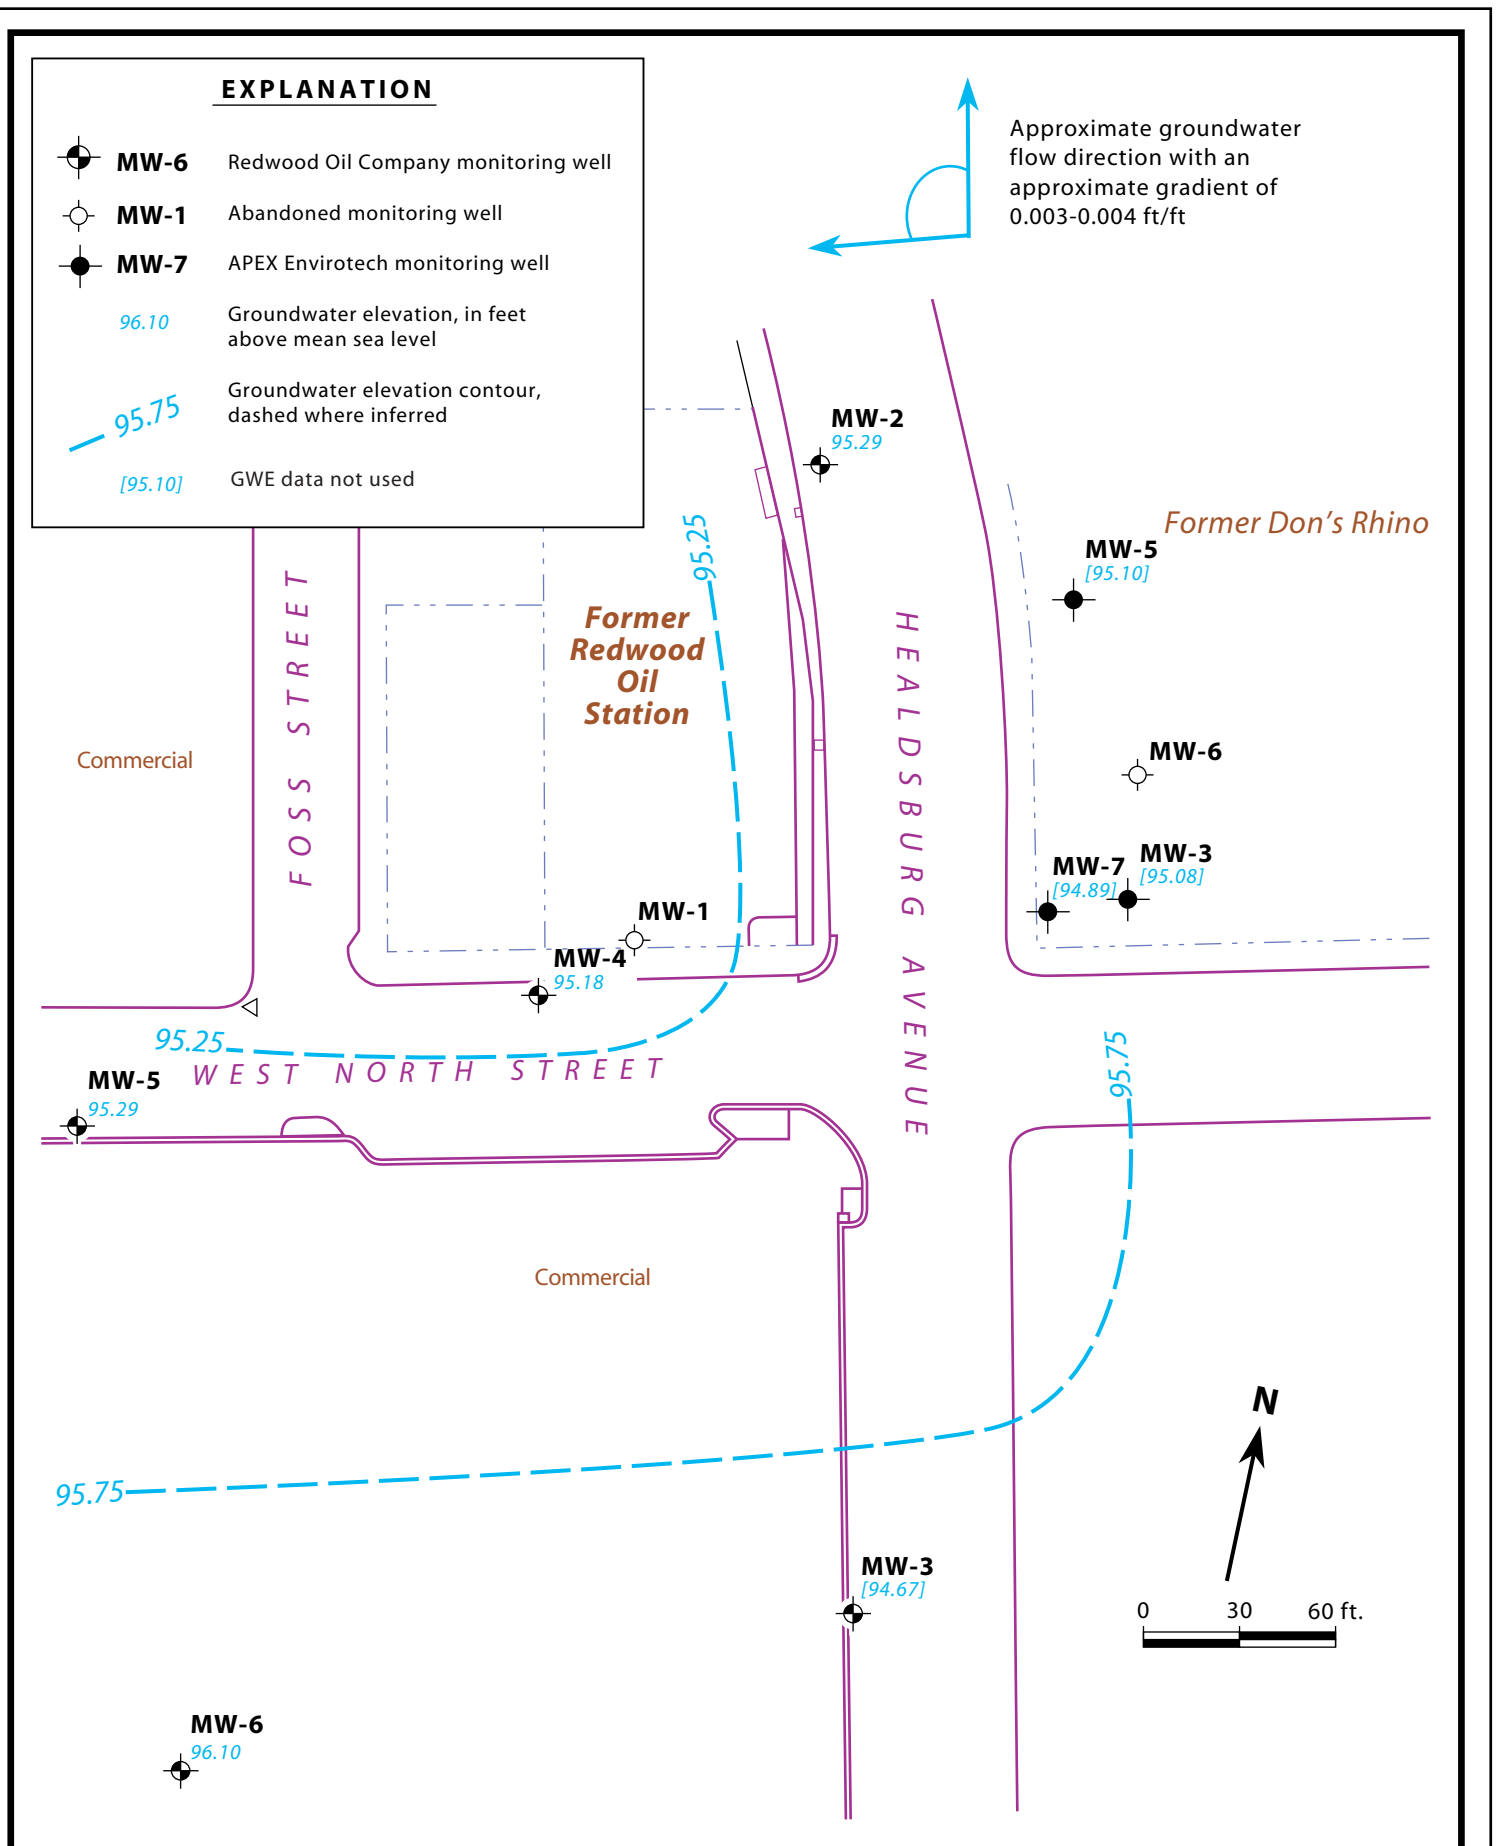 EXPLANATION
MW-6 Redwood Oil Company monitoring well
MW-1 Abandoned monitoring well
MW-7 APEX Envirotech monitoring well
96.10 Groundwater elevation, in feet
above mean sea level
95.75 Groundwater elevation contour,
dashed where inferred
[95.10] GWE data not used
Approximate groundwater
flow direction with an
approximate gradient of
0.003-0.004 ft/ft
MW-2
95.29
95.25
Former Don's Rhino
MW-5
[95.10]
FOSS STREET
Former
Redwood
Oil
Station
HEALDSBURG AVENUE
Commercial
MW-6
MW-7
[94.89]
MW-3
[95.08]
MW-1
MW-4
95.18
95.25
WEST NORTH STREET
95.75
MW-5
95.29
Commercial
95.75
N
MW-3
[94.67]
0 30 60 ft.
MW-6
96.10